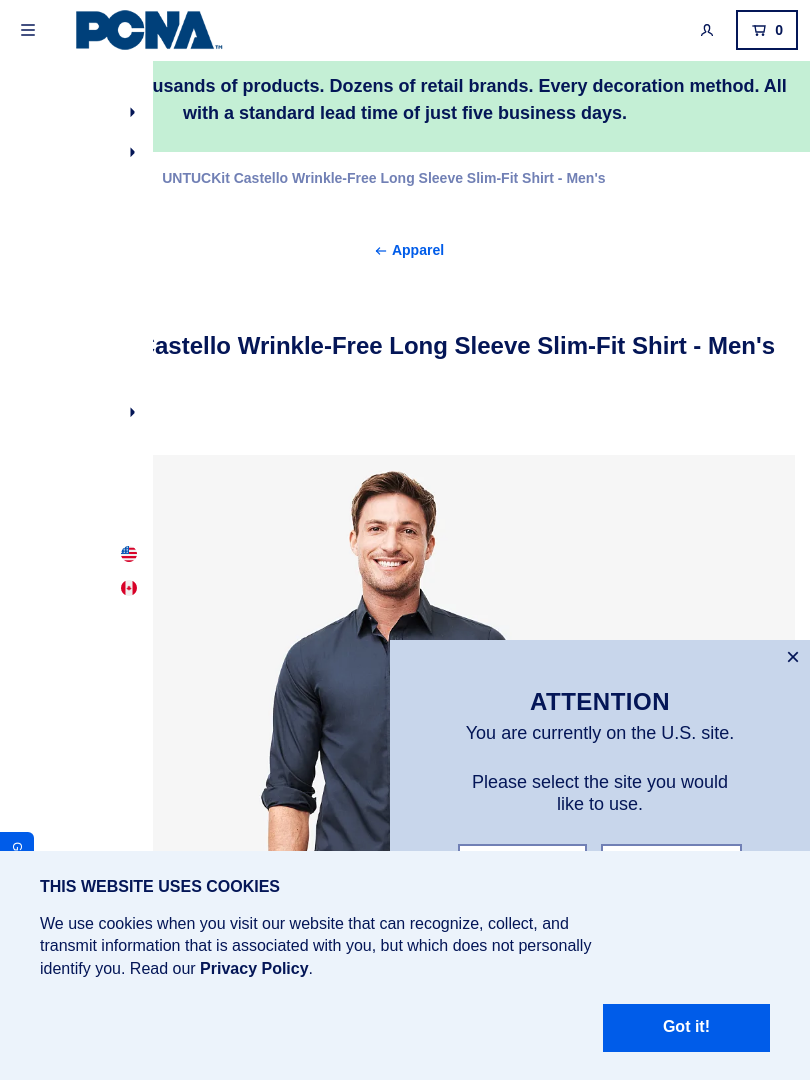 PCNA TM
0
usands of products. Dozens of retail brands. Every decoration method. All
with a standard lead time of just five business days.
UNTUCKit Castello Wrinkle-Free Long Sleeve Slim-Fit Shirt - Men's
Apparel
Castello Wrinkle-Free Long Sleeve Slim-Fit Shirt - Men's
ATTENTION
You are currently on the U.S. site.
Please select the site you would
like to use.
G
THIS WEBSITE USES COOKIES
We use cookies when you visit our website that can recognize, collect, and
transmit information that is associated with you, but which does not personally
identify you. Read our Privacy Policy.
Got it!